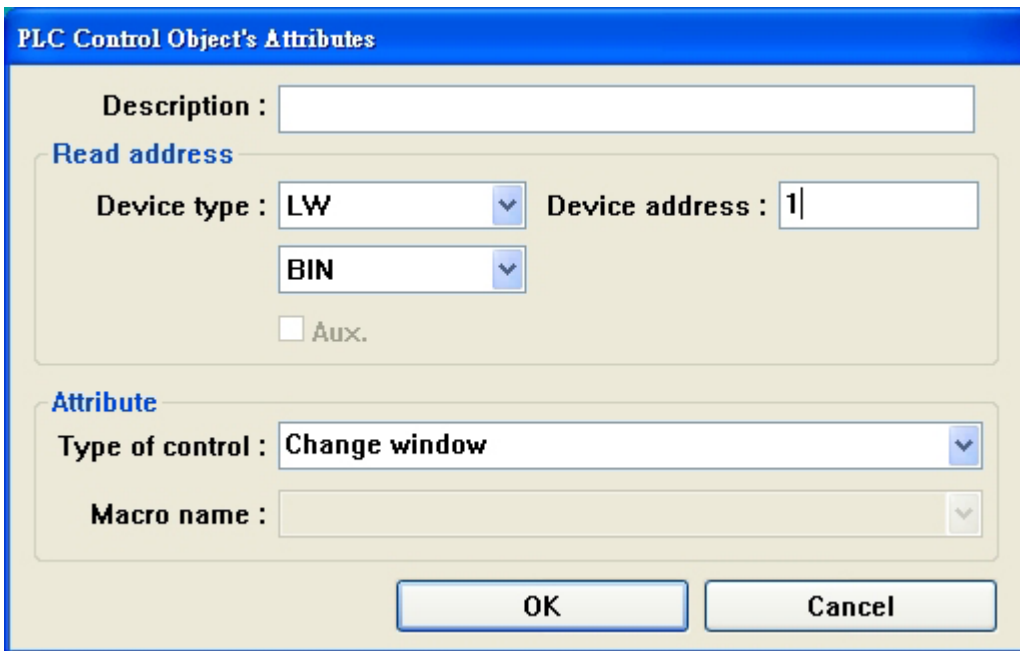 PLC Control Object's Attributes
Description :
Read address
Device type : LW Device address : 1
BIN
Aux.
Attribute
Type of control : Change window
Macro name :
OK Cancel